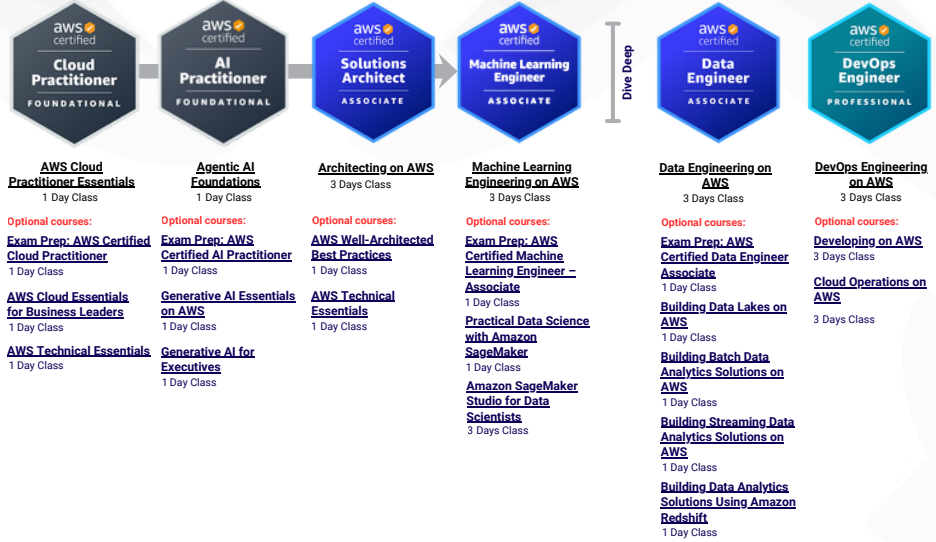 aws
certified
Cloud
Practitioner
FOUNDATIONAL
aws
certified
AI
Practitioner
FOUNDATIONAL
aws
certified
Solutions
Architect
ASSOCIATE
aws
certified
Machine Learning
Engineer
ASSOCIATE
Dive Deep
aws
certified
Data
Engineer
ASSOCIATE
aws
certified
DevOps
Engineer
PROFESSIONAL
AWS Cloud
Practitioner Essentials
1 Day Class
Optional courses:
Exam Prep: AWS Certified
Cloud Practitioner
1 Day Class
AWS Cloud Essentials
for Business Leaders
1 Day Class
AWS Technical Essentials
1 Day Class
Agentic AI
Foundations
1 Day Class
Optional courses:
Exam Prep: AWS
Certified AI Practitioner
1 Day Class
Generative AI Essentials
on AWS
1 Day Class
Generative AI for
Executives
1 Day Class
Architecting on AWS
3 Days Class
Optional courses:
AWS Well-Architected
Best Practices
1 Day Class
AWS Technical
Essentials
1 Day Class
Machine Learning
Engineering on AWS
3 Days Class
Optional courses:
Exam Prep: AWS
Certified Machine
Learning Engineer –
Associate
1 Day Class
Practical Data Science
with Amazon
SageMaker
1 Day Class
Amazon SageMaker
Studio for Data
Scientists
3 Days Class
Data Engineering on
AWS
3 Days Class
Optional courses:
Exam Prep: AWS
Certified Data Engineer
Associate
1 Day Class
Building Data Lakes on
AWS
1 Day Class
Building Batch Data
Analytics Solutions on
AWS
1 Day Class
Building Streaming Data
Analytics Solutions on
AWS
1 Day Class
Building Data Analytics
Solutions Using Amazon
Redshift
1 Day Class
DevOps Engineering
on AWS
3 Days Class
Optional courses:
Developing on AWS
3 Days Class
Cloud Operations on
AWS
3 Days Class